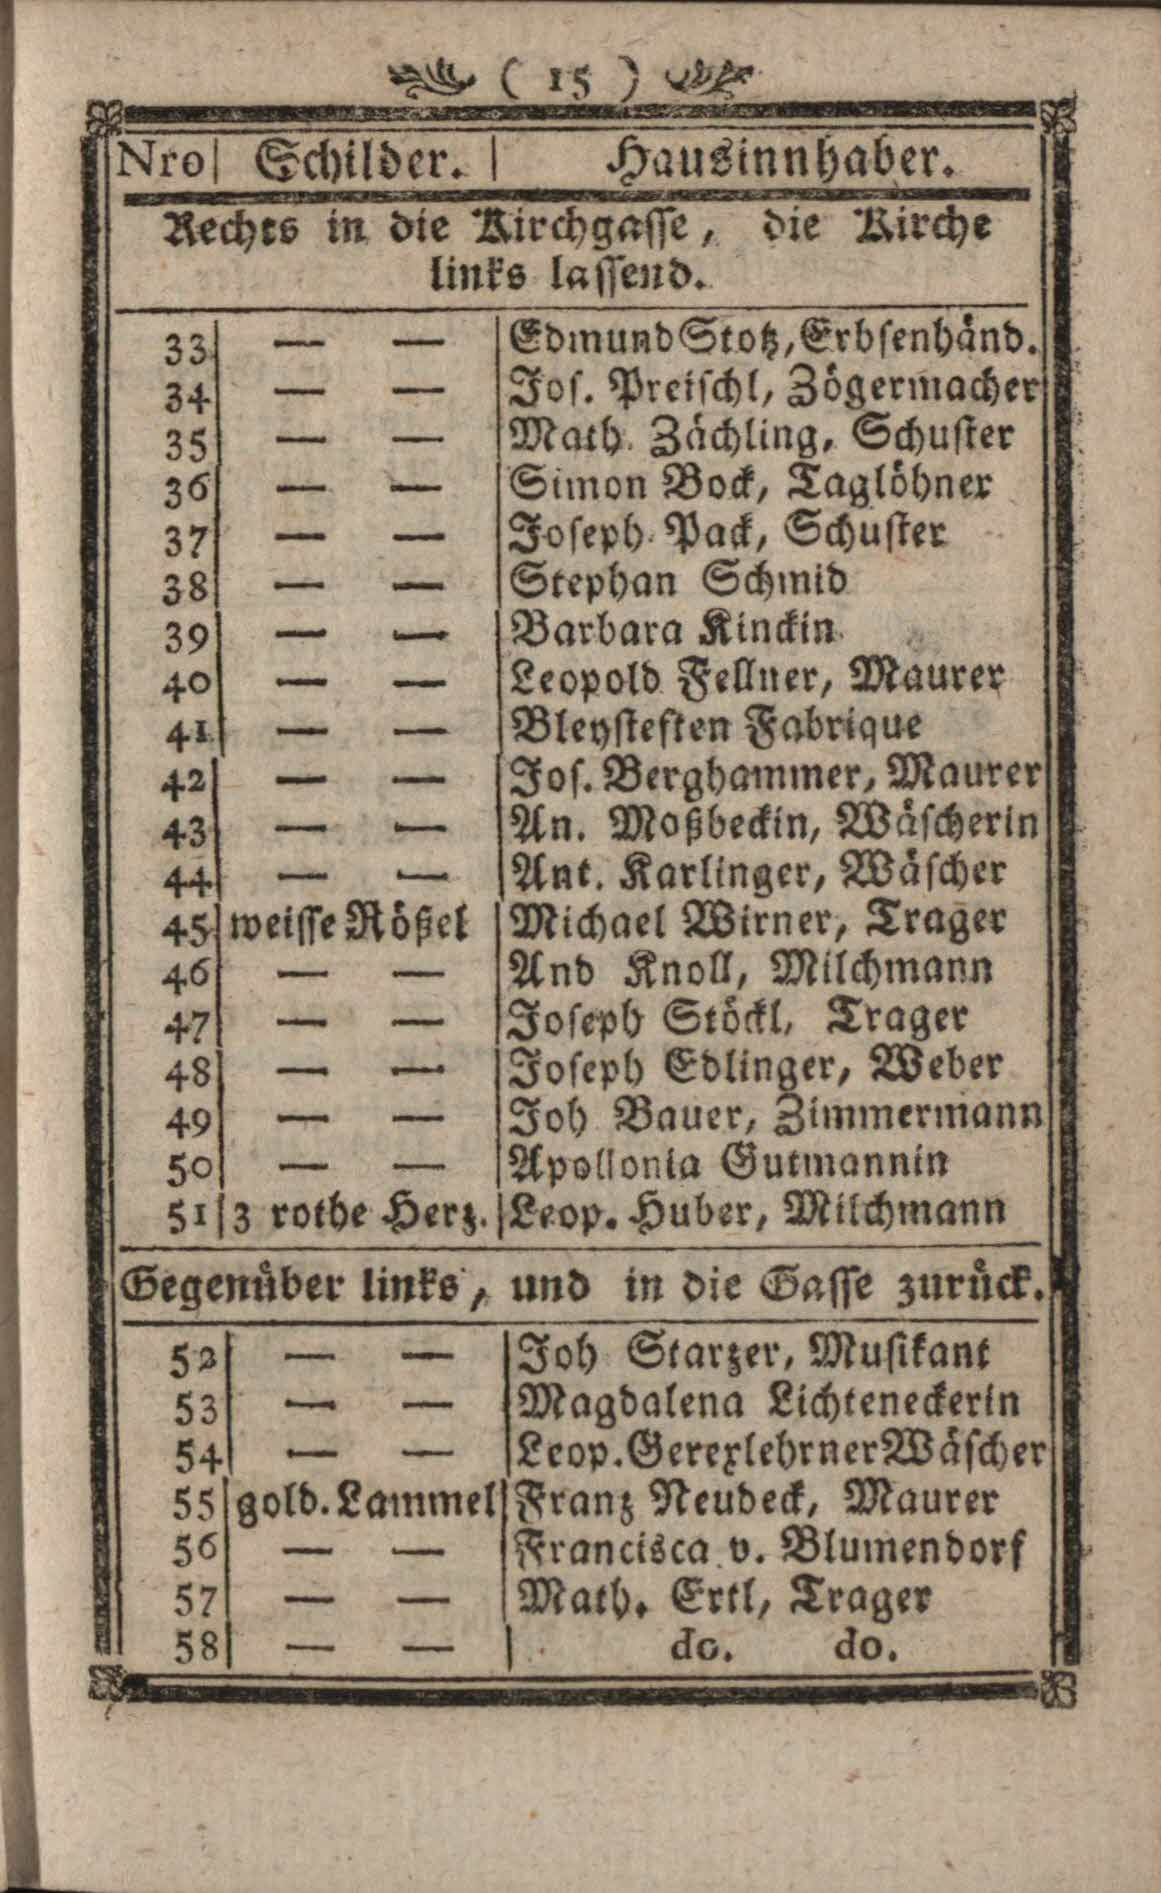 ( 15 )
Nro Schilder. Hausinnhaber.
Rechts in die Kirchgasse, die Kirche
links lassend.
33 — — Edmund Stotz, Erbsenhänd.
34 — — Jos. Preischl, Zögermacher
35 — — Math. Zächling, Schuster
36 — — Simon Bock, Taglöhner
37 — — Joseph Pack, Schuster
38 — — Stephan Schmid
39 — — Barbara Kinckin
40 — — Leopold Fellner, Maurer
41 — — Bleysteften Fabrique
42 — — Jos. Berghammer, Maurer
43 — — An. Moßbeckin, Wäscherin
44 — — Ant. Karlinger, Wäscher
45 weisse Rößel Michael Wirner, Trager
46 — — And Knoll, Milchmann
47 — — Joseph Stöckl, Trager
48 — — Joseph Edlinger, Weber
49 — — Joh Bauer, Zimmermann
50 — — Apollonia Gutmannin
51 3 rothe Herz. Leop. Huber, Milchmann
Gegenüber links, und in die Gasse zurück.
52 — — Joh Starzer, Musikant
53 — — Magdalena Lichteneckerin
54 — — Leop. Gerexlehrner Wäscher
55 gold. Lammel Franz Neudeck, Maurer
56 — — Francisca v. Blumendorf
57 — — Math. Ertl, Trager
58 — — do. do.